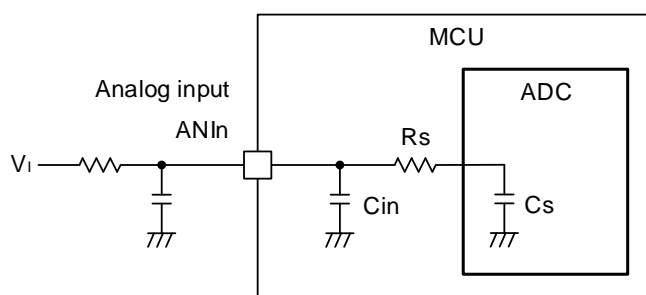 MCU
Analog input
ANIn
ADC
Rs
VI
Cin
Cs